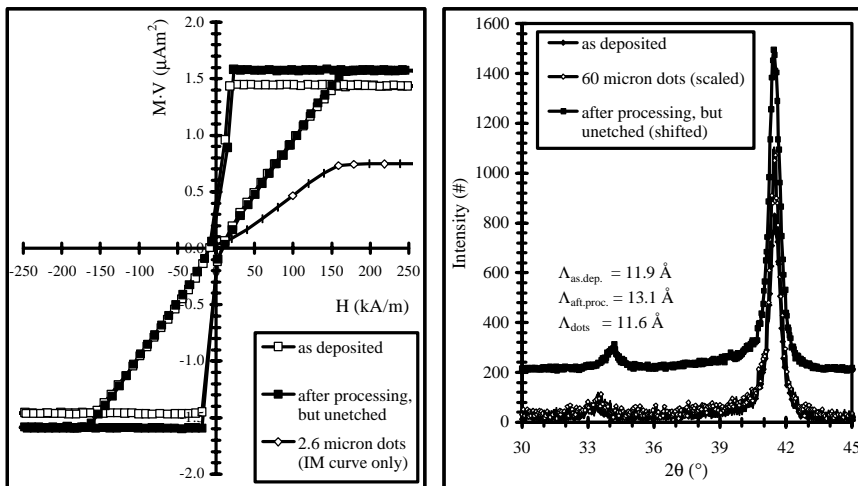 2.0
1.5
1.0
0.5
0.0
-1.0
-1.5
-2.0
M·V (µAm²)
-250 -200 -150 -100 -50 0 50 100 150 200 250
H (kA/m)
as deposited
after processing,
but unetched
2.6 micron dots
(IM curve only)
1600
1400
1200
1000
800
600
400
200
0
Intensity (#)
as deposited
60 micron dots (scaled)
after processing, but
unetched (shifted)
Λas.dep. = 11.9 Å
Λaft.proc. = 13.1 Å
Λdots = 11.6 Å
30 33 36 39 42 45
2θ (°)